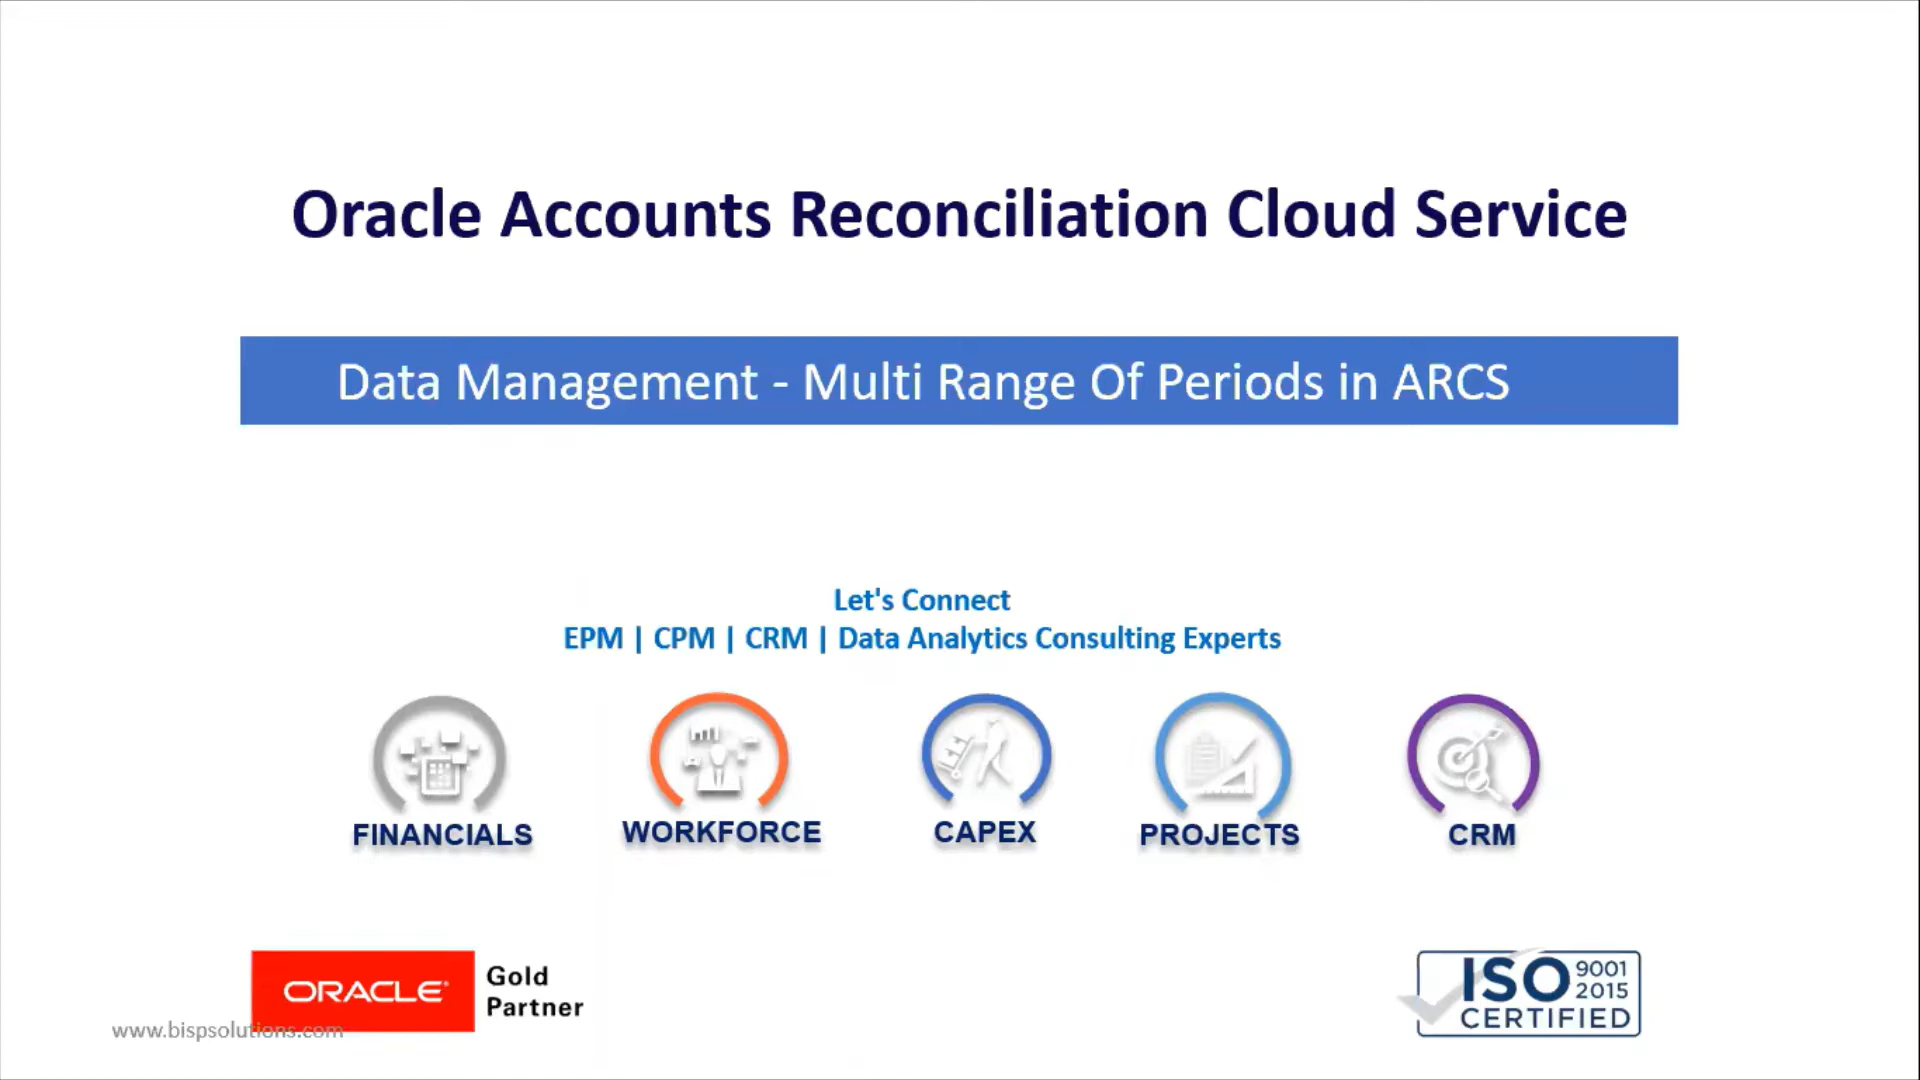 Oracle Accounts Reconciliation Cloud Service
Data Management - Multi Range Of Periods in ARCS
Let's Connect
EPM | CPM | CRM | Data Analytics Consulting Experts
FINANCIALS
WORKFORCE
CAPEX
PROJECTS
CRM
ORACLE
Gold
Partner
www.bispsolutions.com
ISO 9001
2015
CERTIFIED